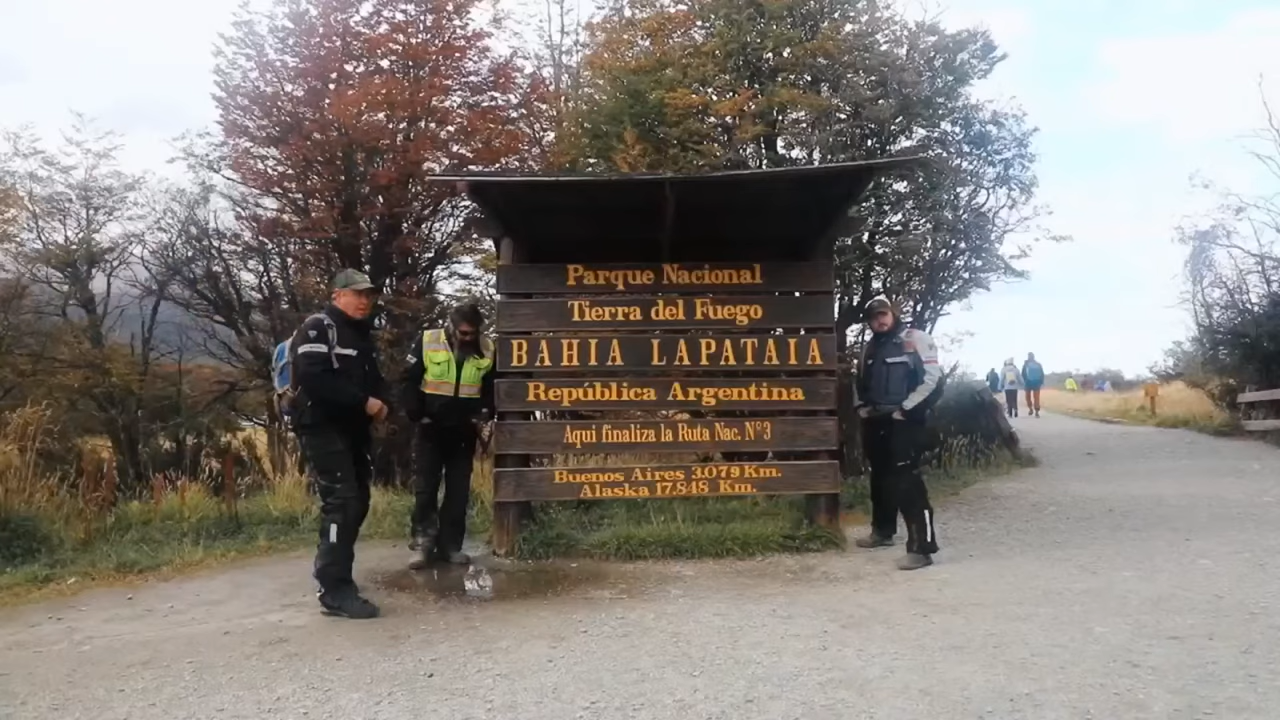 Parque Nacional
Tierra del Fuego
BAHIA LAPATAIA
República Argentina
Aqui finaliza la Ruta Nac. N°3
Buenos Aires 3.079 Km.
Alaska 17.848 Km.